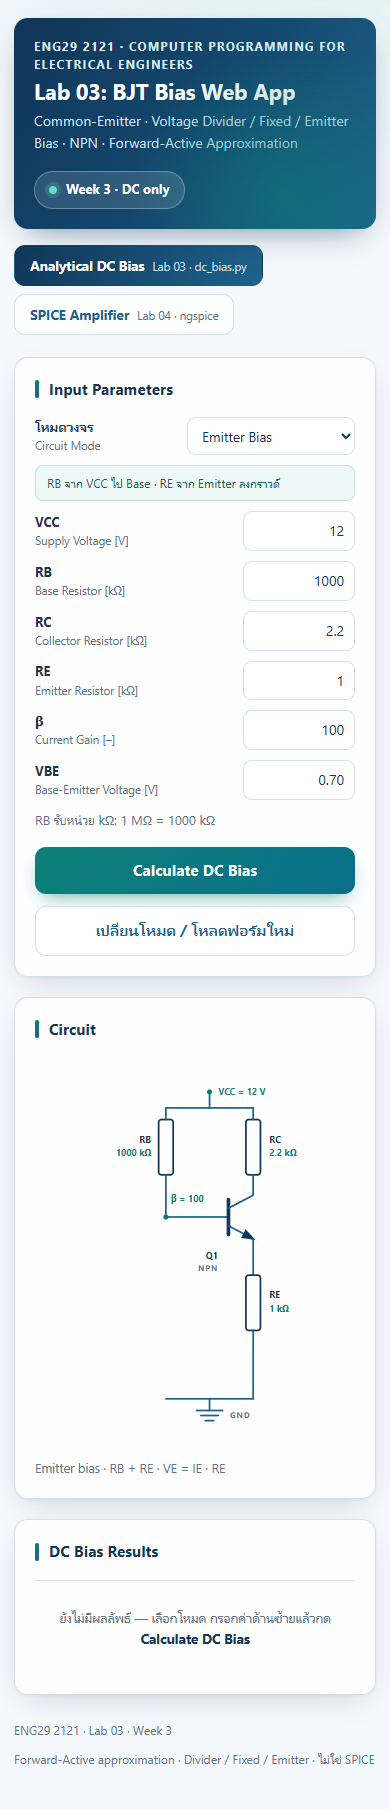 ENG29 2121 · COMPUTER PROGRAMMING FOR
ELECTRICAL ENGINEERS
Lab 03: BJT Bias Web App
Common-Emitter · Voltage Divider / Fixed / Emitter
Bias · NPN · Forward-Active Approximation
Week 3 · DC only
Analytical DC Bias Lab 03 · dc_bias.py
SPICE Amplifier Lab 04 · ngspice
Input Parameters
โหมดวงจร
Circuit Mode
Emitter Bias
RB จาก VCC ไป Base · RE จาก Emitter ลงกราวด์
VCC
Supply Voltage [V]
12
RB
Base Resistor [kΩ]
1000
RC
Collector Resistor [kΩ]
2.2
RE
Emitter Resistor [kΩ]
1
β
Current Gain [–]
100
VBE
Base-Emitter Voltage [V]
0.70
RB รับหน่วย kΩ: 1 MΩ = 1000 kΩ
Calculate DC Bias
เปลี่ยนโหมด / โหลดฟอร์มใหม่
Circuit
VCC = 12 V
RB
1000 kΩ
RC
2.2 kΩ
β = 100
Q1
NPN
RE
1 kΩ
GND
Emitter bias · RB + RE · VE = IE · RE
DC Bias Results
ยังไม่มีผลลัพธ์ — เลือกโหมด กรอกค่าด้านซ้ายแล้วกด
Calculate DC Bias
ENG29 2121 · Lab 03 · Week 3
Forward-Active approximation · Divider / Fixed / Emitter · ไม่ใช่ SPICE